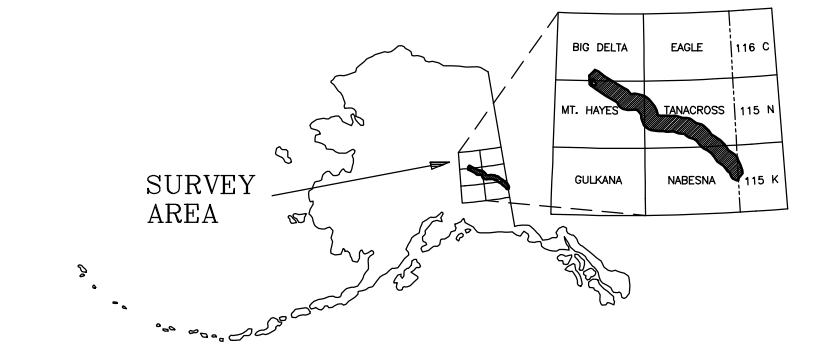 BIG DELTA EAGLE 116 C
MT. HAYES TANACROSS 115 N
GULKANA NABESNA 115 K
SURVEY
AREA